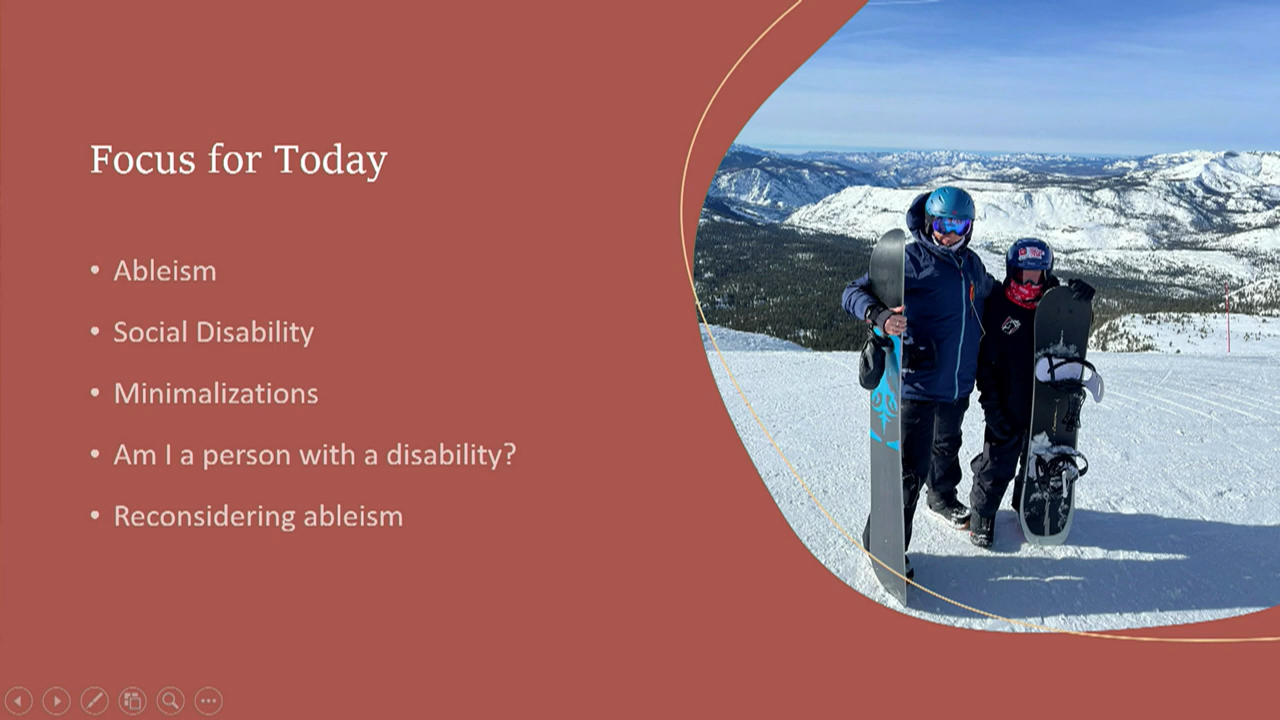 Focus for Today
• Ableism
• Social Disability
• Minimalizations
• Am I a person with a disability?
• Reconsidering ableism